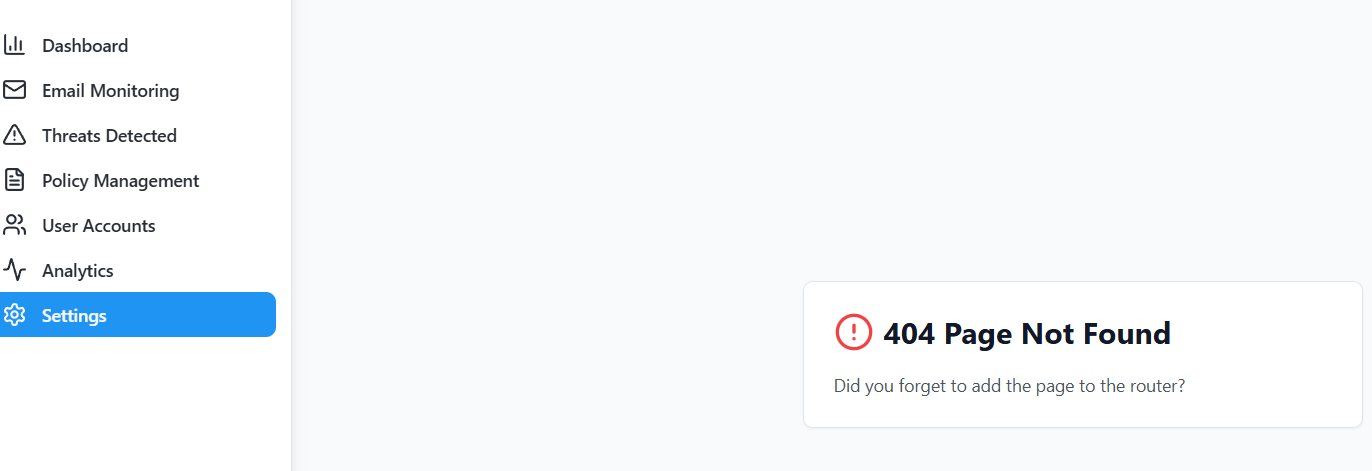 Dashboard
Email Monitoring
Threats Detected
Policy Management
User Accounts
Analytics
Settings
404 Page Not Found
Did you forget to add the page to the router?